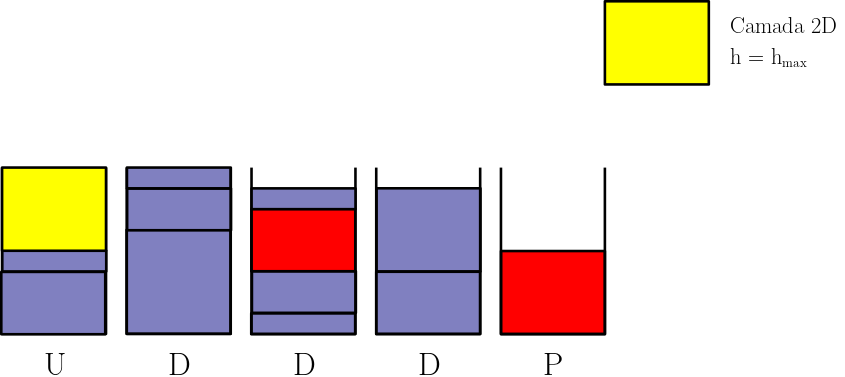 Camada 2D
h = hmax
U D D D P